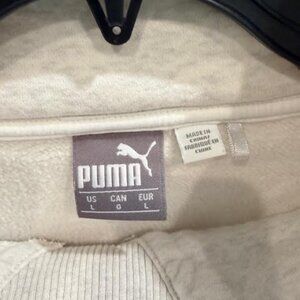 PUMA
US CAN EUR
L G L
MADE IN
CHINA/
FABRIQUÉ EN
CHINE